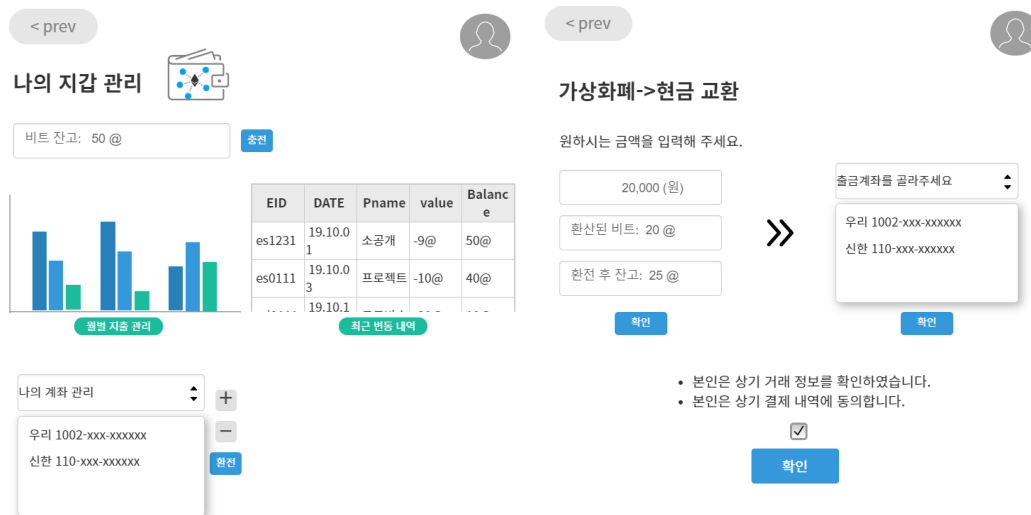 < prev
나의 지갑 관리
비트 잔고: 50 @
충전
EID DATE Pname value Balance
es1231 19.10.01 소공개 -9@ 50@
es0111 19.10.03 프로젝트 -10@ 40@
19.10.1
월별 지출 관리
최근 변동 내역
나의 계좌 관리
+
우리 1002-xxx-xxxxxx
−
신한 110-xxx-xxxxxx
환전
< prev
가상화폐->현금 교환
원하시는 금액을 입력해 주세요.
20,000 (원)
환산된 비트: 20 @
환전 후 잔고: 25 @
확인
출금계좌를 골라주세요
우리 1002-xxx-xxxxxx
신한 110-xxx-xxxxxx
확인
• 본인은 상기 거래 정보를 확인하였습니다.
• 본인은 상기 결제 내역에 동의합니다.
확인